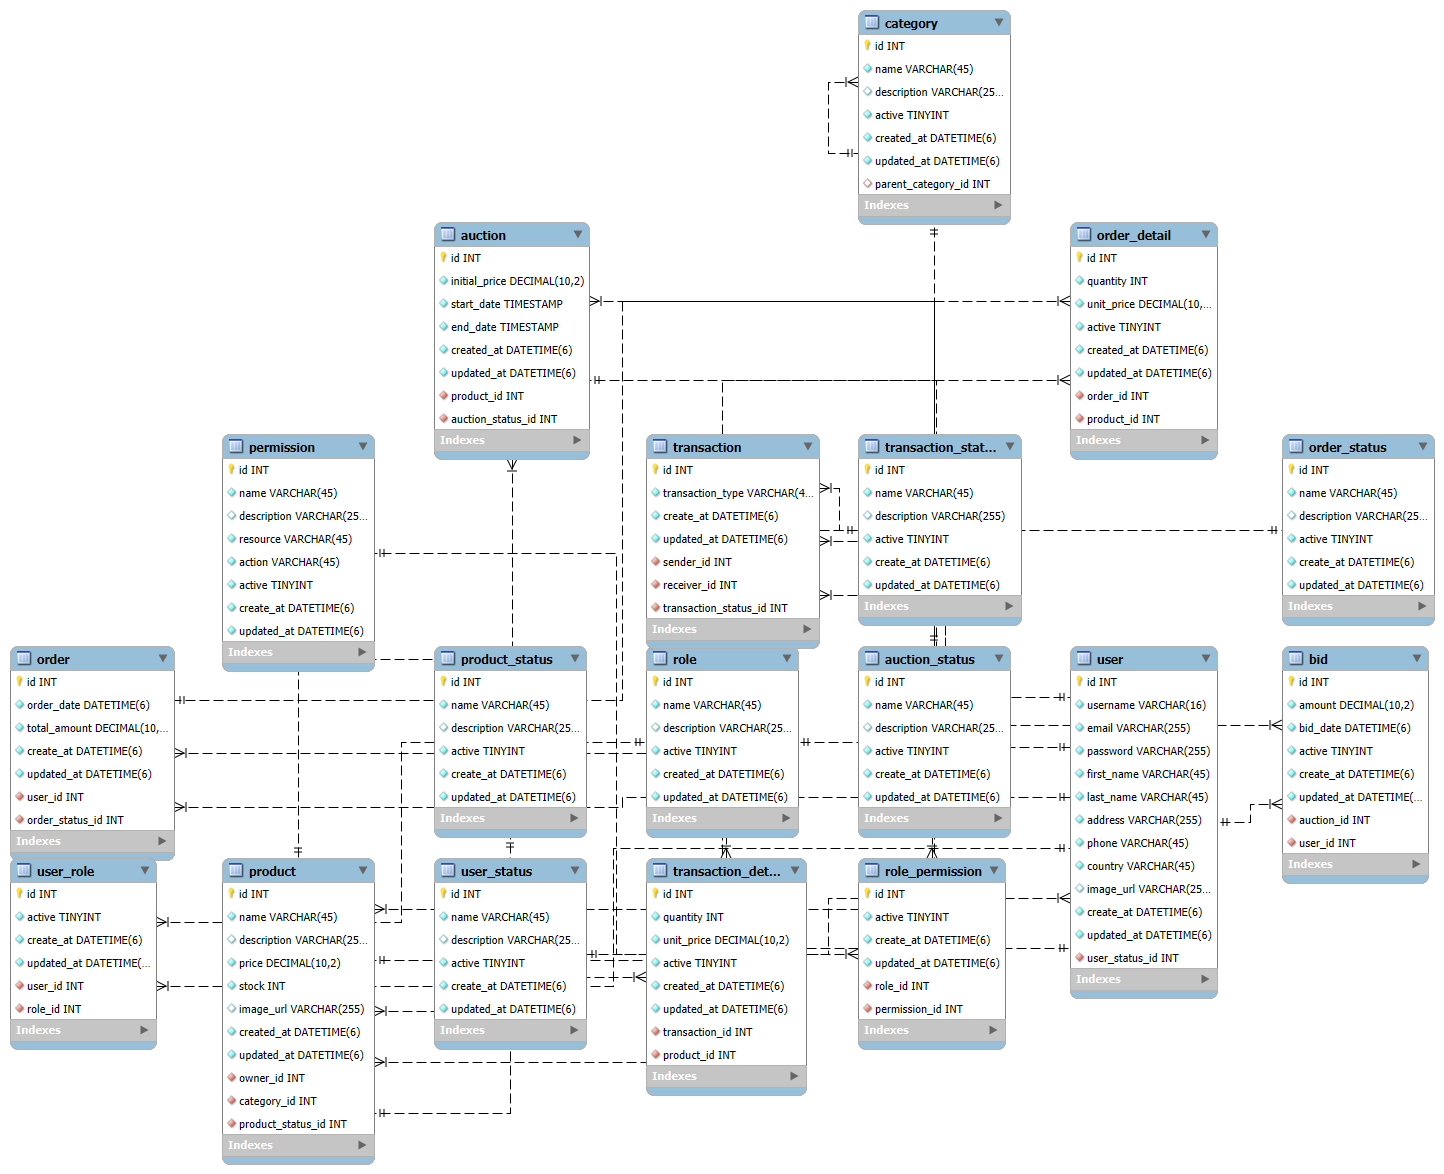 category
id INT
name VARCHAR(45)
description VARCHAR(25...
active TINYINT
created_at DATETIME(6)
updated_at DATETIME(6)
parent_category_id INT
Indexes
auction
id INT
initial_price DECIMAL(10,2)
start_date TIMESTAMP
end_date TIMESTAMP
created_at DATETIME(6)
updated_at DATETIME(6)
product_id INT
auction_status_id INT
Indexes
order_detail
id INT
quantity INT
unit_price DECIMAL(10,...
active TINYINT
created_at DATETIME(6)
updated_at DATETIME(6)
order_id INT
product_id INT
Indexes
permission
id INT
name VARCHAR(45)
description VARCHAR(25...
resource VARCHAR(45)
action VARCHAR(45)
active TINYINT
create_at DATETIME(6)
updated_at DATETIME(6)
Indexes
transaction
id INT
transaction_type VARCHAR(4...
create_at DATETIME(6)
updated_at DATETIME(6)
sender_id INT
receiver_id INT
transaction_status_id INT
Indexes
transaction_stat...
id INT
name VARCHAR(45)
description VARCHAR(255)
active TINYINT
create_at DATETIME(6)
updated_at DATETIME(6)
Indexes
order_status
id INT
name VARCHAR(45)
description VARCHAR(25...
active TINYINT
create_at DATETIME(6)
updated_at DATETIME(6)
Indexes
order
id INT
order_date DATETIME(6)
total_amount DECIMAL(10,...
create_at DATETIME(6)
updated_at DATETIME(6)
user_id INT
order_status_id INT
Indexes
product_status
id INT
name VARCHAR(45)
description VARCHAR(25...
active TINYINT
create_at DATETIME(6)
updated_at DATETIME(6)
Indexes
role
id INT
name VARCHAR(45)
description VARCHAR(25...
active TINYINT
created_at DATETIME(6)
updated_at DATETIME(6)
Indexes
auction_status
id INT
name VARCHAR(45)
description VARCHAR(25...
active TINYINT
create_at DATETIME(6)
updated_at DATETIME(6)
Indexes
user
id INT
username VARCHAR(16)
email VARCHAR(255)
password VARCHAR(255)
first_name VARCHAR(45)
last_name VARCHAR(45)
address VARCHAR(255)
phone VARCHAR(45)
country VARCHAR(45)
image_url VARCHAR(25...
create_at DATETIME(6)
updated_at DATETIME(6)
user_status_id INT
Indexes
bid
id INT
amount DECIMAL(10,2)
bid_date DATETIME(6)
active TINYINT
create_at DATETIME(6)
updated_at DATETIME(...
auction_id INT
user_id INT
Indexes
user_role
id INT
active TINYINT
create_at DATETIME(6)
updated_at DATETIME(...
user_id INT
role_id INT
Indexes
product
id INT
name VARCHAR(45)
description VARCHAR(25...
price DECIMAL(10,2)
stock INT
image_url VARCHAR(255)
created_at DATETIME(6)
updated_at DATETIME(6)
owner_id INT
category_id INT
product_status_id INT
Indexes
user_status
id INT
name VARCHAR(45)
description VARCHAR(25...
active TINYINT
create_at DATETIME(6)
updated_at DATETIME(6)
Indexes
transaction_det...
id INT
quantity INT
unit_price DECIMAL(10,2)
active TINYINT
created_at DATETIME(6)
updated_at DATETIME(6)
transaction_id INT
product_id INT
Indexes
role_permission
id INT
active TINYINT
create_at DATETIME(6)
updated_at DATETIME(6)
role_id INT
permission_id INT
Indexes